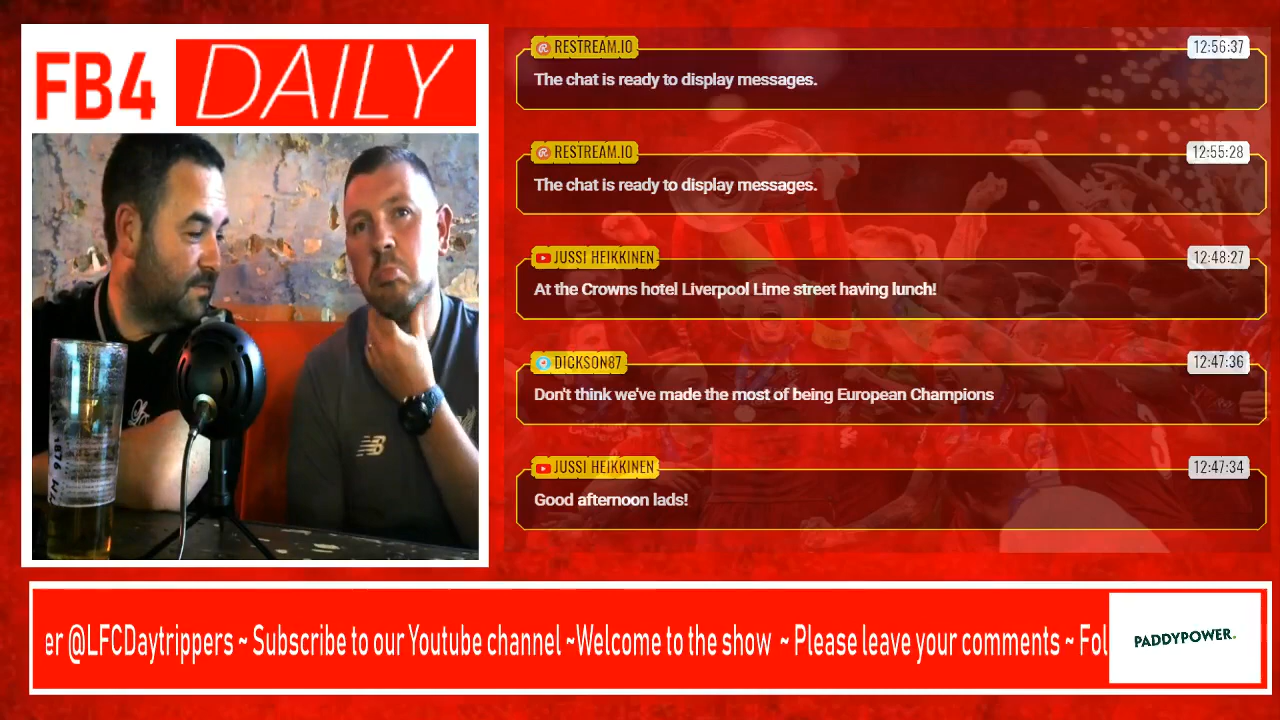 FB4 DAILY
RESTREAM.IO 12:56:37
The chat is ready to display messages.
RESTREAM.IO 12:55:28
The chat is ready to display messages.
JUSSI HEIKKINEN 12:48:27
At the Crowns hotel Liverpool Lime street having lunch!
DICKSON87 12:47:36
Don't think we've made the most of being European Champions
JUSSI HEIKKINEN 12:47:34
Good afternoon lads!
er @LFCDaytrippers ~ Subscribe to our Youtube channel ~Welcome to the show ~ Please leave your comments ~ Fol
PADDYPOWER.